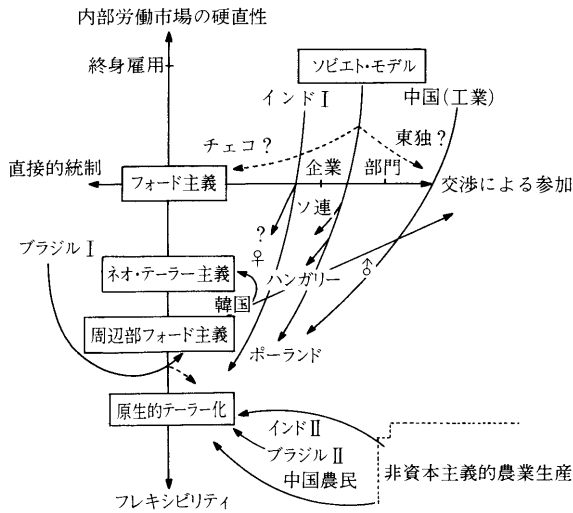 内部労働市場の硬直性
終身雇用
ソビエト・モデル
インドⅠ
中国(工業)
チェコ?
東独?
直接的統制
フォード主義
企業
部門
交渉による参加
ソ連
?
♀
ブラジルⅠ
ネオ・テーラー主義
ハンガリー
♂
韓国
周辺部フォード主義
ポーランド
原生的テーラー化
インドⅡ
ブラジルⅡ
中国農民
非資本主義的農業生産
フレキシビリティ